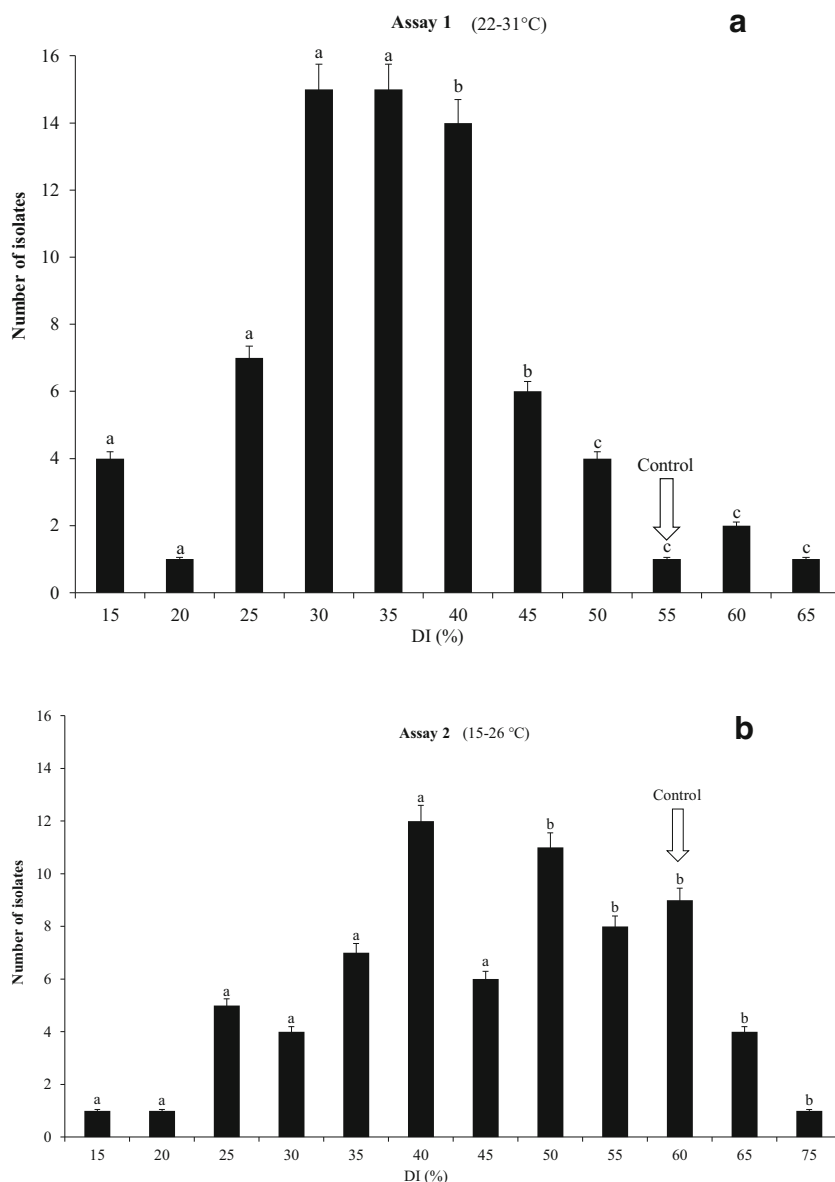 Assay 1 (22-31°C)
a
Number of isolates
16
14
12
10
8
6
4
2
0
a
a
a
a
a
b
b
c
Control
c
c
c
15 20 25 30 35 40 45 50 55 60 65
DI (%)
Assay 2 (15-26 °C)
b
Number of isolates
16
14
12
10
8
6
4
2
0
a
a
a
a
a
a
a
b
b
Control
b
b
b
15 20 25 30 35 40 45 50 55 60 65 75
DI (%)